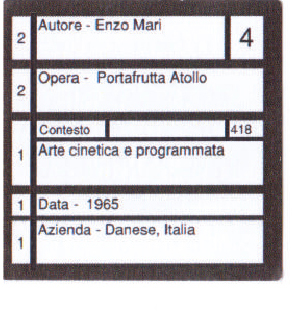 2 Autore - Enzo Mari 4
2 Opera - Portafrutta Atollo
Contesto 418
1 Arte cinetica e programmata
1 Data - 1965
1 Azienda - Danese, Italia